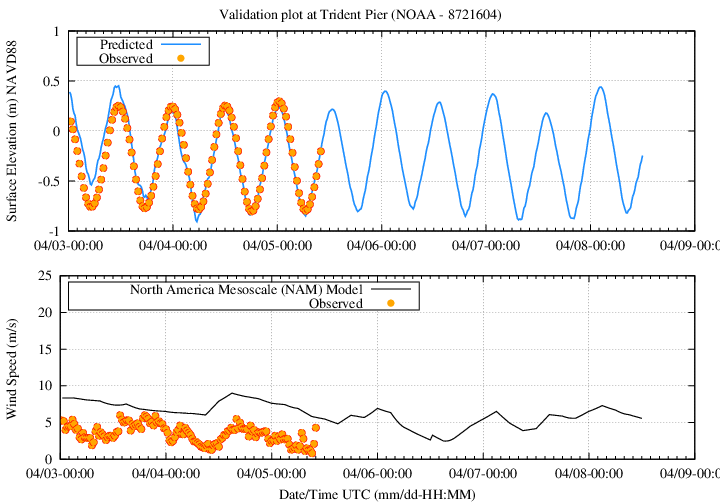 Validation plot at Trident Pier (NOAA - 8721604)
Surface Elevation (m) NAVD88
1
0.5
0
-0.5
-1
Predicted
Observed
04/03-00:00 04/04-00:00 04/05-00:00 04/06-00:00 04/07-00:00 04/08-00:00 04/09-0
Wind Speed (m/s)
25
20
15
10
5
0
North America Mesoscale (NAM) Model
Observed
04/03-00:00 04/04-00:00 04/05-00:00 04/06-00:00 04/07-00:00 04/08-00:00 04/09-0
Date/Time UTC (mm/dd-HH:MM)